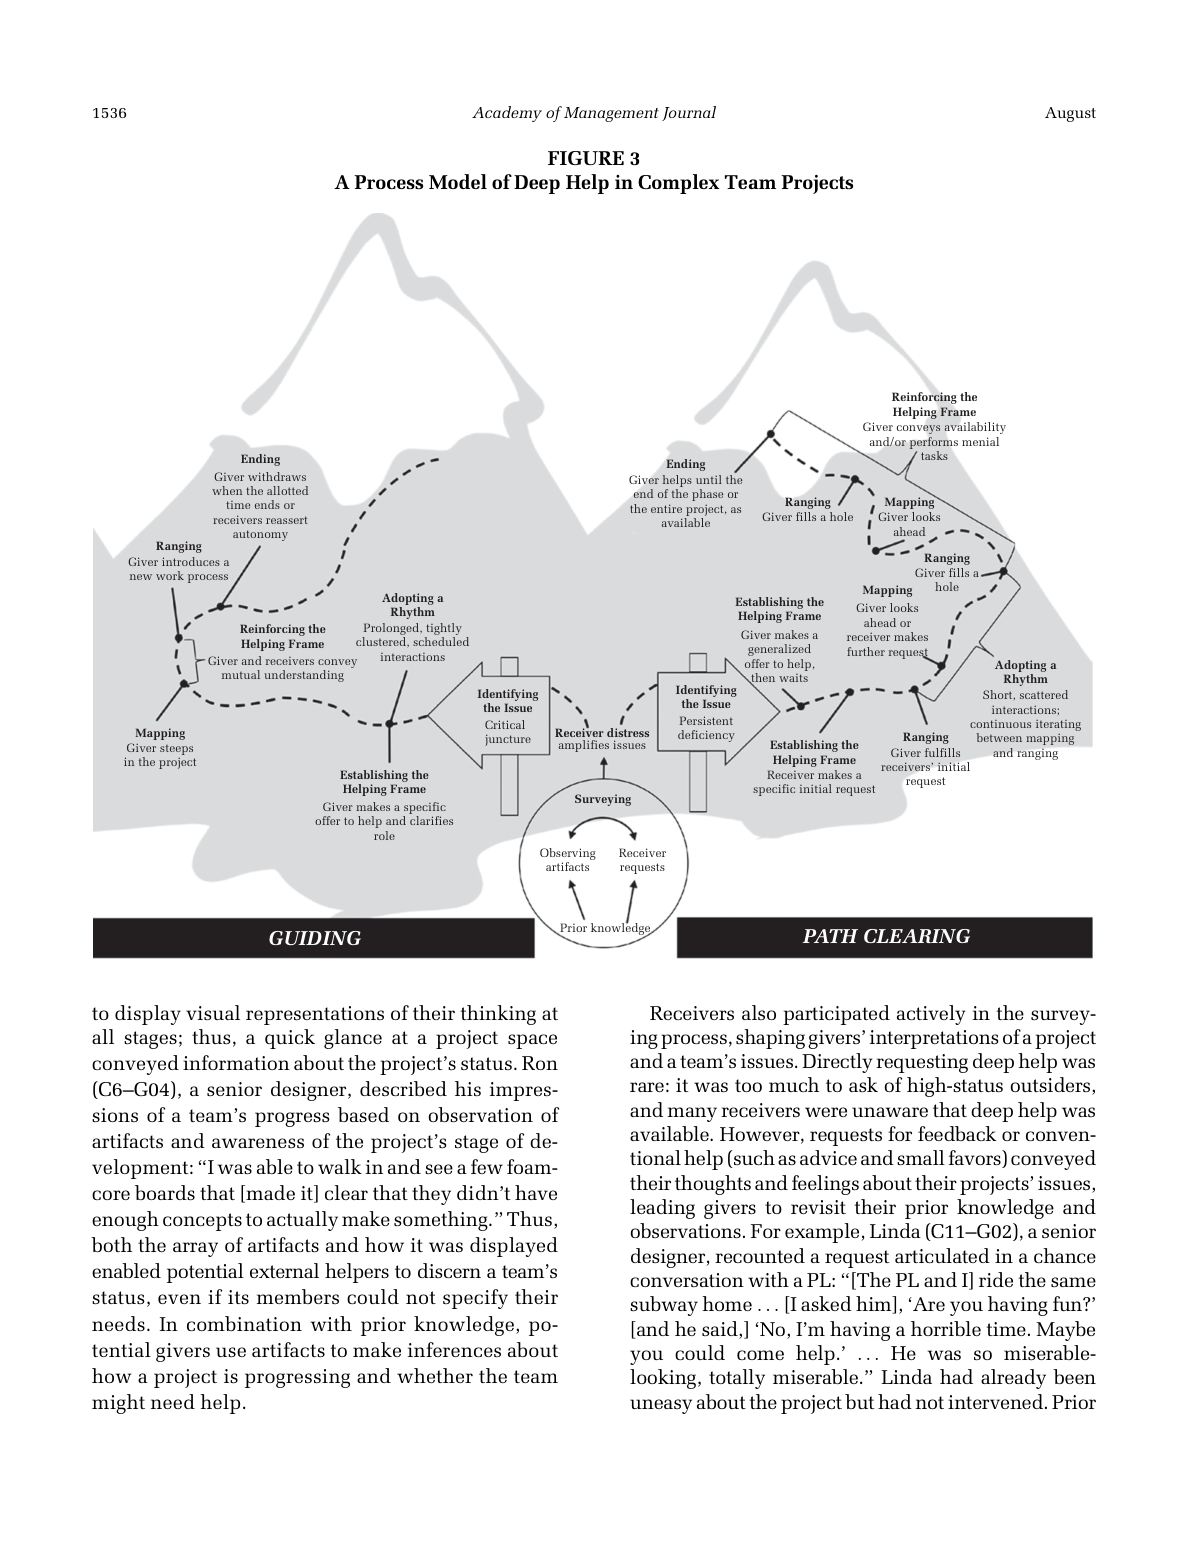 1536
Academy of Management Journal
August
FIGURE 3
A Process Model of Deep Help in Complex Team Projects
Ending
Giver withdraws
when the allotted
time ends or
receivers reassert
autonomy
Ranging
Giver introduces a
new work process
Reinforcing the
Helping Frame
Giver and receivers convey
mutual understanding
Adopting a
Rhythm
Prolonged, tightly
clustered, scheduled
interactions
Mapping
Giver steeps
in the project
Establishing the
Helping Frame
Giver makes a specific
offer to help and clarifies
role
Identifying
the Issue
Critical
juncture
Receiver distress
amplifies issues
Surveying
Observing
artifacts
Receiver
requests
Prior knowledge
Identifying
the Issue
Persistent
deficiency
Establishing the
Helping Frame
Giver makes a
generalized
offer to help,
then waits
Establishing the
Helping Frame
Receiver makes a
specific initial request
Ranging
Giver fulfills
receivers’ initial
request
Adopting a
Rhythm
Short, scattered
interactions;
continuous iterating
between mapping
and ranging
Mapping
Giver looks
ahead or
receiver makes
further request
Ranging
Giver fills a
hole
Mapping
Giver looks
ahead
Ranging
Giver fills a hole
Reinforcing the
Helping Frame
Giver conveys availability
and/or performs menial
tasks
Ending
Giver helps until the
end of the phase or
the entire project, as
available
GUIDING
PATH CLEARING
to display visual representations of their thinking at
all stages; thus, a quick glance at a project space
conveyed information about the project’s status. Ron
(C6–G04), a senior designer, described his impres-
sions of a team’s progress based on observation of
artifacts and awareness of the project’s stage of de-
velopment: “I was able to walk in and see a few foam-
core boards that [made it] clear that they didn’t have
enough concepts to actually make something.” Thus,
both the array of artifacts and how it was displayed
enabled potential external helpers to discern a team’s
status, even if its members could not specify their
needs. In combination with prior knowledge, po-
tential givers use artifacts to make inferences about
how a project is progressing and whether the team
might need help.
Receivers also participated actively in the survey-
ing process, shaping givers’ interpretations of a project
and a team’s issues. Directly requesting deep help was
rare: it was too much to ask of high-status outsiders,
and many receivers were unaware that deep help was
available. However, requests for feedback or conven-
tional help (such as advice and small favors) conveyed
their thoughts and feelings about their projects’ issues,
leading givers to revisit their prior knowledge and
observations. For example, Linda (C11–G02), a senior
designer, recounted a request articulated in a chance
conversation with a PL: “[The PL and I] ride the same
subway home ... [I asked him], ‘Are you having fun?’
[and he said,] ‘No, I’m having a horrible time. Maybe
you could come help.’ ... He was so miserable-
looking, totally miserable.” Linda had already been
uneasy about the project but had not intervened. Prior